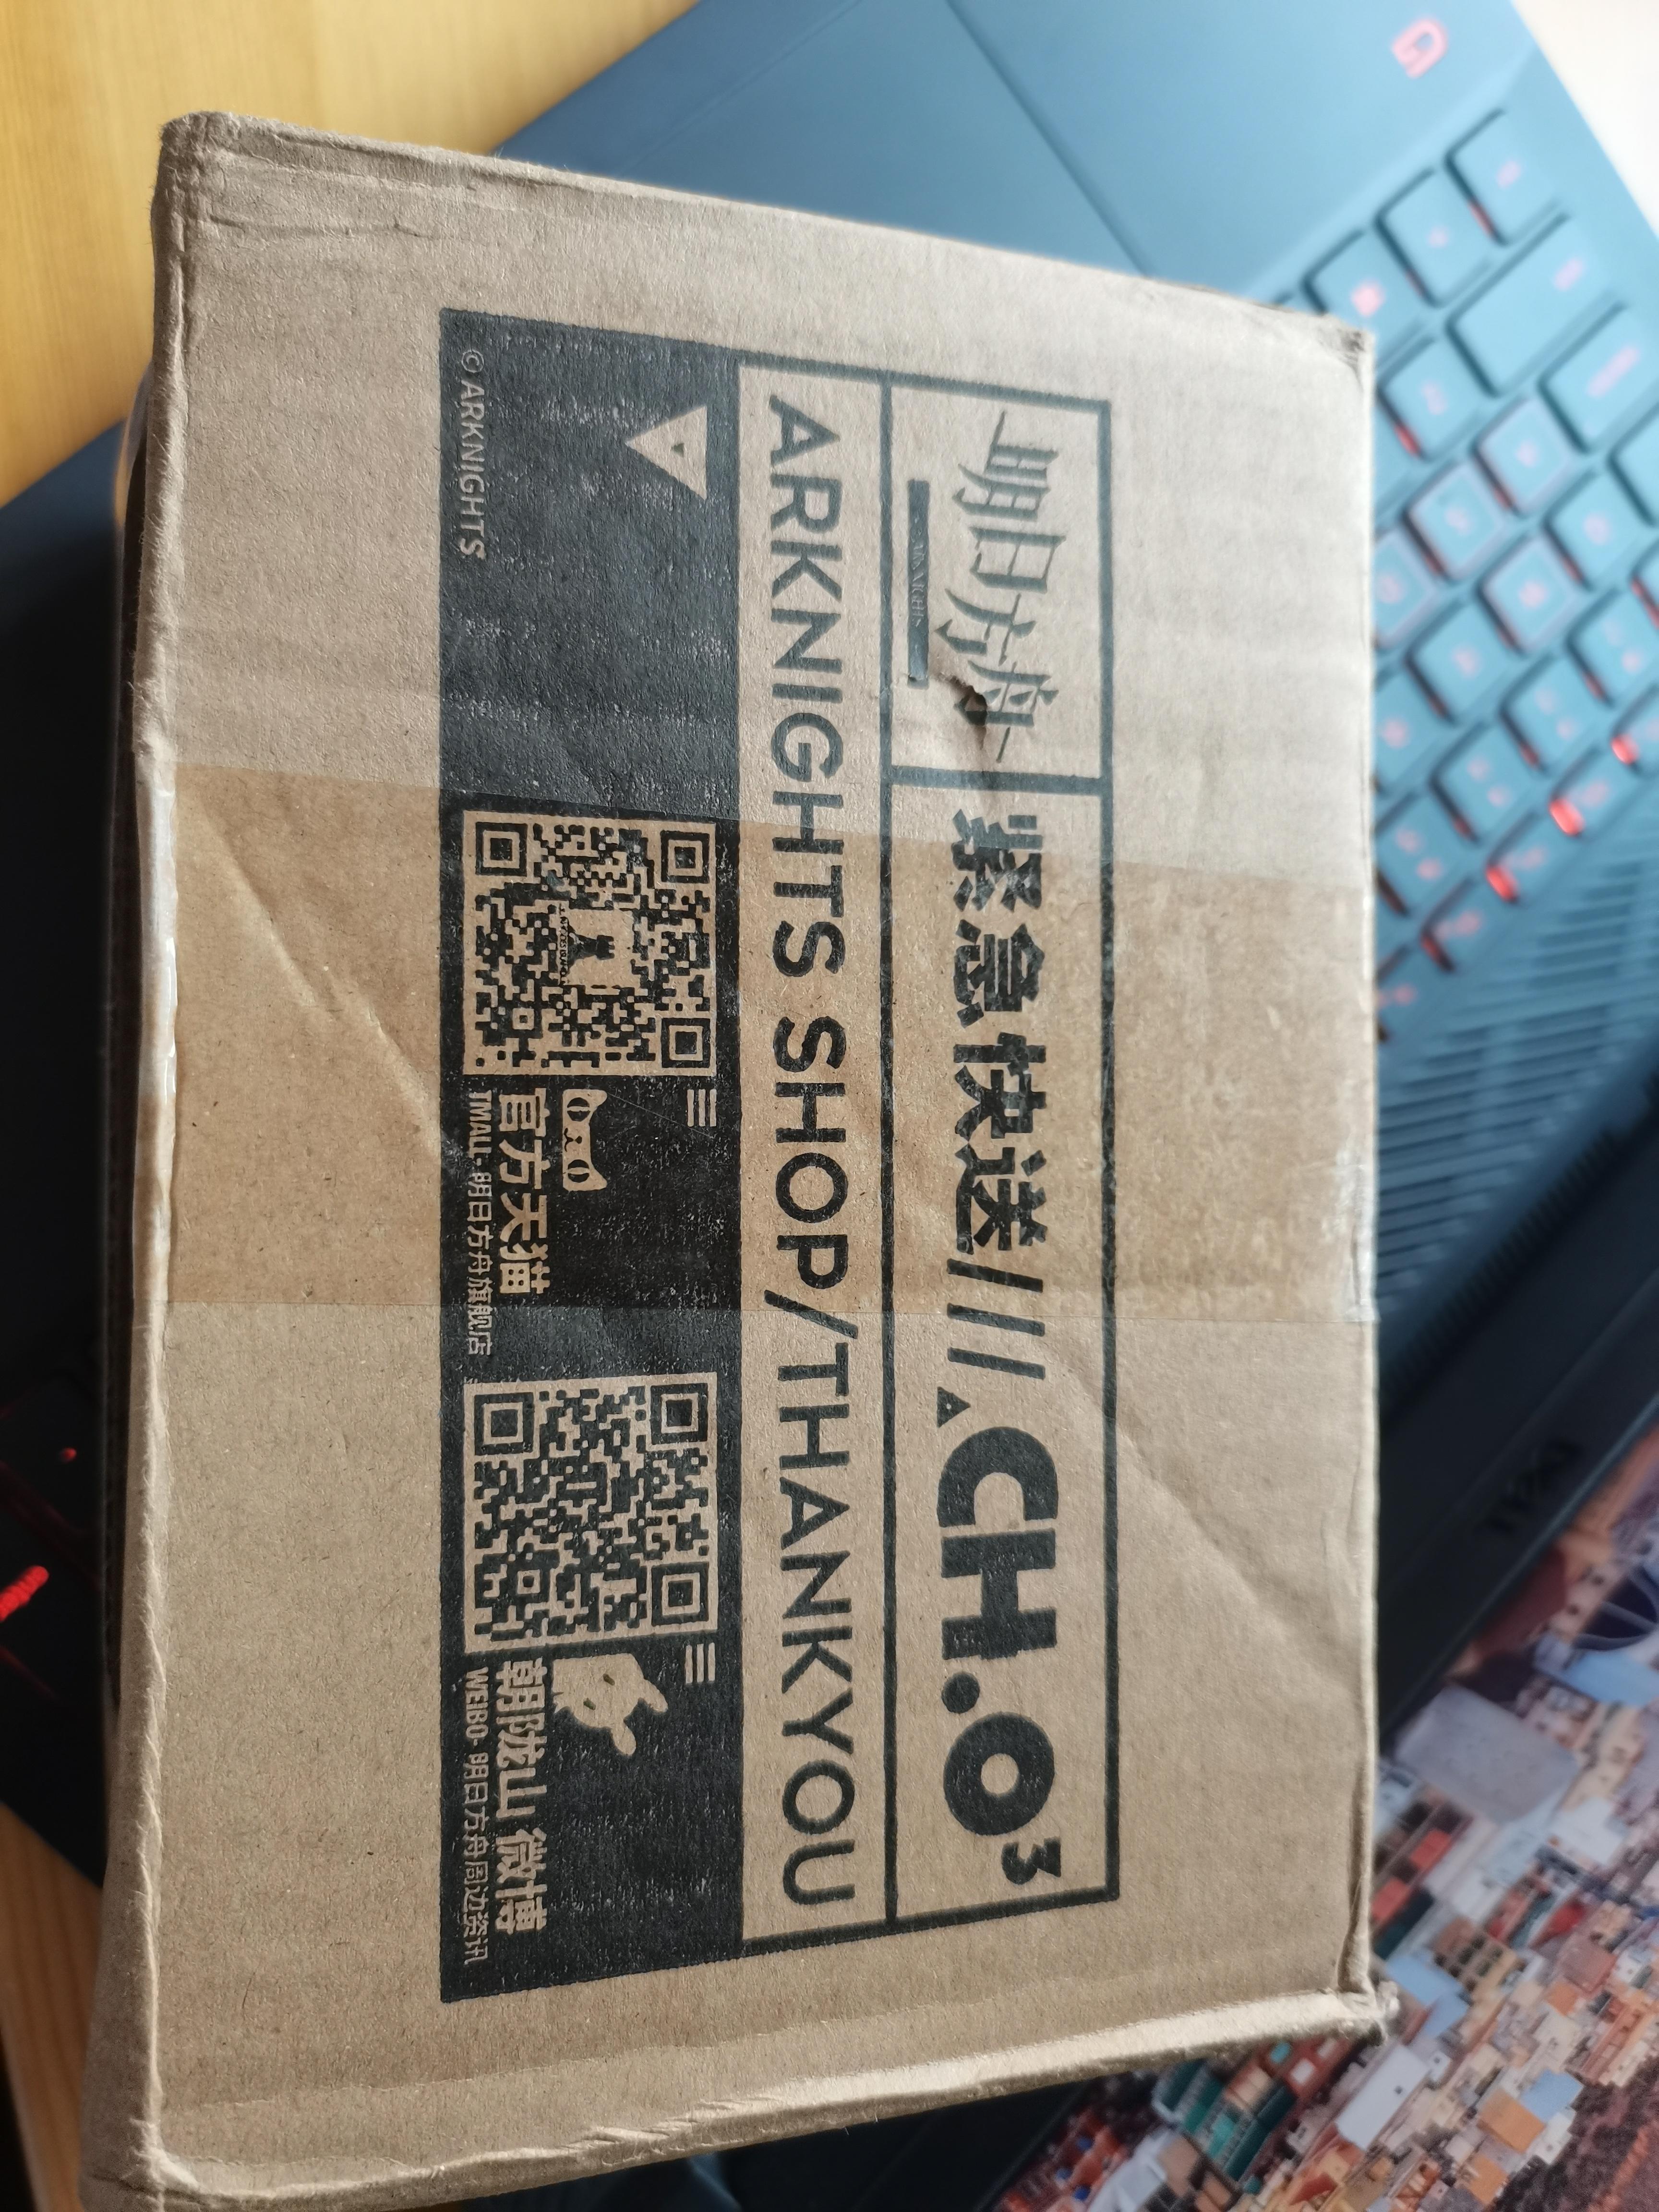 明日方舟
ARKNIGHTS
紧急快送///▲CH.O³
ARKNIGHTS SHOP/THANKYOU
官方天猫
TMALL·明日方舟旗舰店
朝陇山 微博
WEIBO·明日方舟周边资讯
© ARKNIGHTS